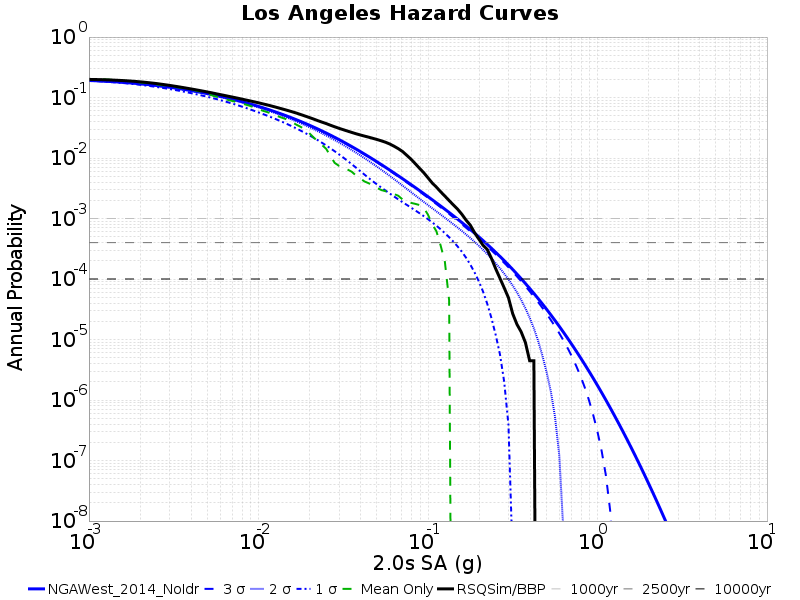 Los Angeles Hazard Curves
Annual Probability
10^0
10^-1
10^-2
10^-3
10^-4
10^-5
10^-6
10^-7
10^-8
10^-3 10^-2 10^-1 10^0 10^1
2.0s SA (g)
NGAWest_2014_NoIdr 3 σ 2 σ 1 σ Mean Only RSQSim/BBP 1000yr 2500yr 10000yr